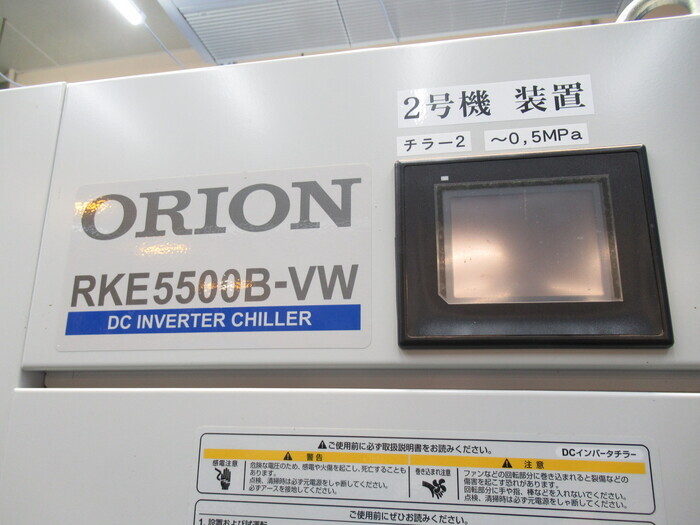 2号機 装置
チラー2 ～0,5MPa
ORION
RKE5500B-VW
DC INVERTER CHILLER
ご使用前に必ず取扱説明書をお読みください。 DCインバータチラー
警告
注意
感電注意
危険な電圧のため、感電や火傷を起こし、死亡することも
あります。
点検、清掃時は必ず元電源をしゃ断してください。
必ずアースを接地してください。
巻き込まれ注意
ファンなどの回転部分に巻き込まれると裂傷などの
傷害を起こす恐れがあります。
回転部分に手や指、棒などを入れないでください。
点検、清掃時は必ず元電源をしゃ断してください。
ご使用前にぜひお読みください。
1. 設置および試運転